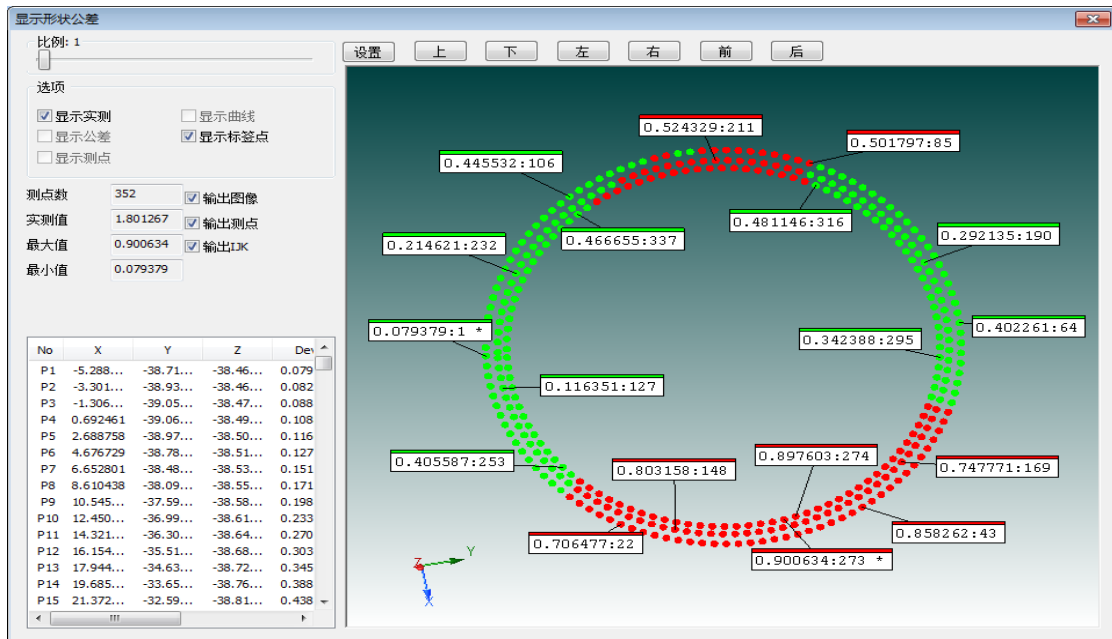 显示形状公差
比例: 1
设置 上 下 左 右 前 后
选项
显示实测 显示曲线
显示公差 显示标签点
显示测点
测点数 352 输出图像
实测值 1.801267 输出测点
最大值 0.900634 输出IJK
最小值 0.079379
No X Y Z Dev
P1 -5.288... -38.71... -38.46... 0.079
P2 -3.301... -38.93... -38.46... 0.082
P3 -1.306... -39.05... -38.47... 0.088
P4 0.692461 -39.06... -38.49... 0.108
P5 2.688758 -38.97... -38.50... 0.116
P6 4.676729 -38.78... -38.51... 0.127
P7 6.652801 -38.48... -38.53... 0.151
P8 8.610438 -38.09... -38.55... 0.171
P9 10.545... -37.59... -38.58... 0.198
P10 12.450... -36.99... -38.61... 0.233
P11 14.321... -36.30... -38.64... 0.270
P12 16.154... -35.51... -38.68... 0.303
P13 17.944... -34.63... -38.72... 0.345
P14 19.685... -33.65... -38.76... 0.388
P15 21.372... -32.59... -38.81... 0.438
0.524329:211
0.501797:85
0.445532:106
0.481146:316
0.466655:337
0.292135:190
0.214621:232
0.402261:64
0.079379:1 *
0.342388:295
0.116351:127
0.405587:253
0.803158:148
0.897603:274
0.747771:169
0.706477:22
0.858262:43
0.900634:273 *
Z Y
X